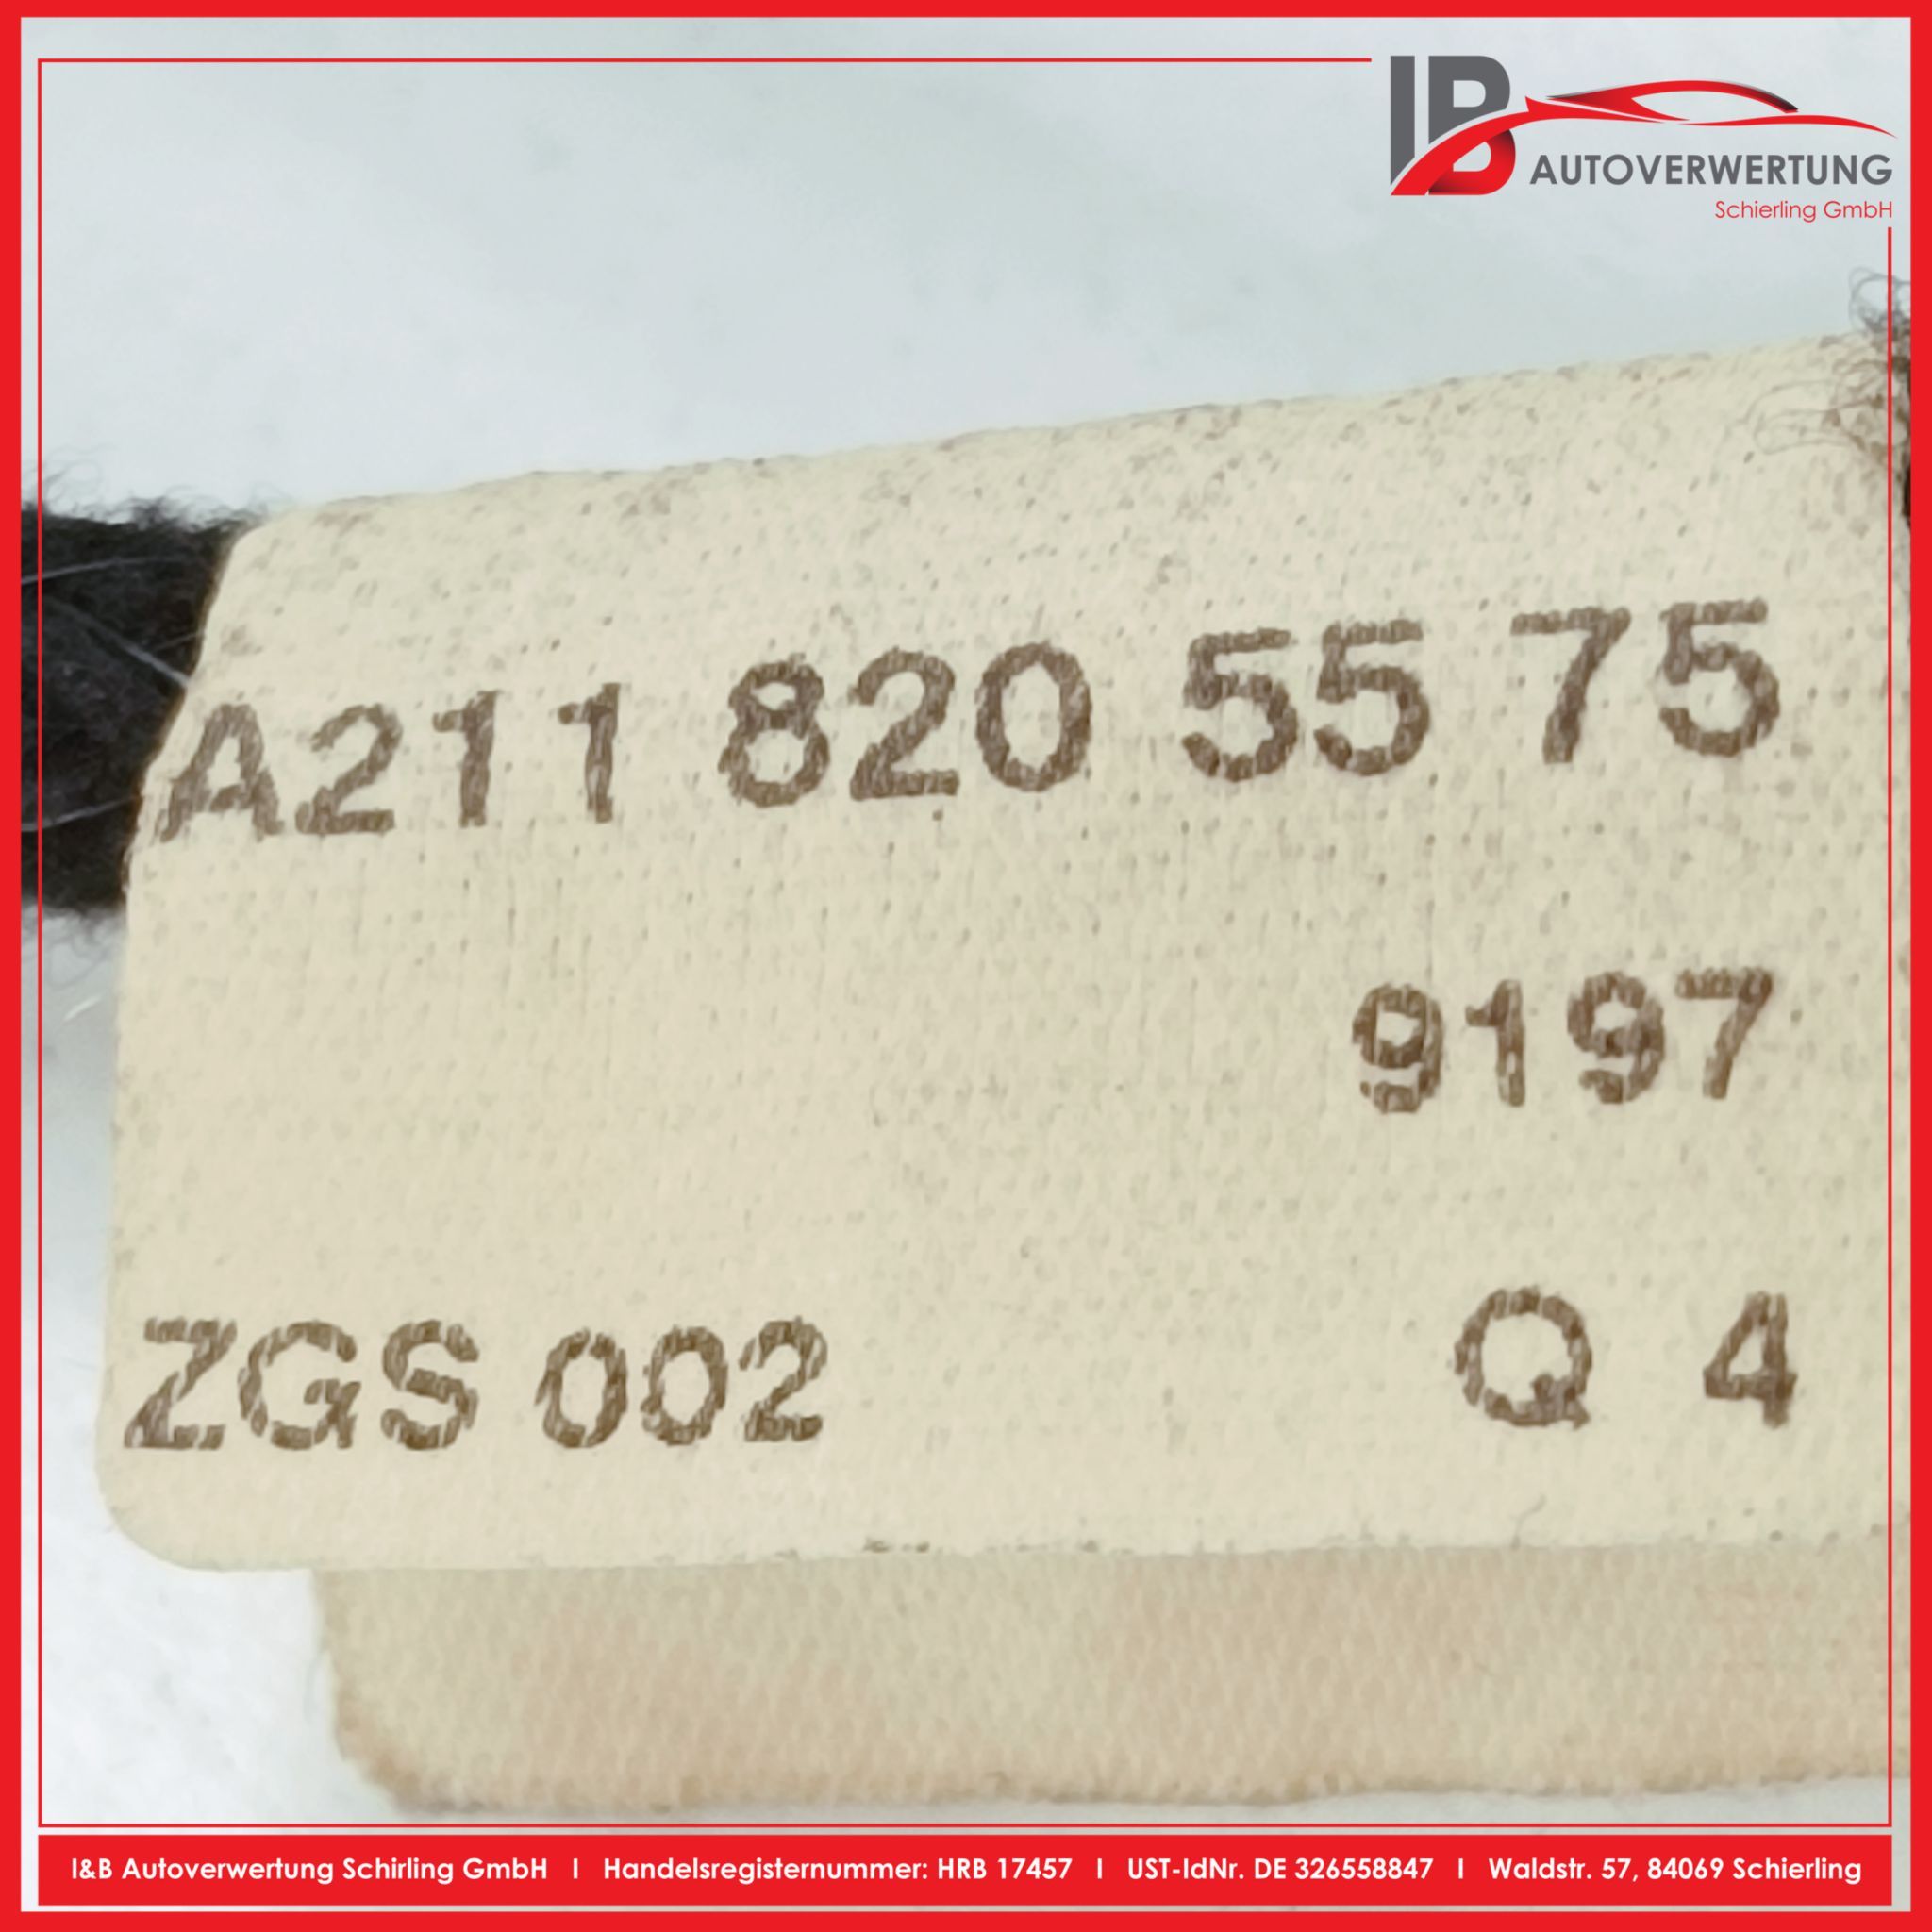 IB AUTOVERWERTUNG
Schierling GmbH
A211 820 55 75
9197
ZGS 002 Q 4
I&B Autoverwertung Schirling GmbH I Handelsregisternummer: HRB 17457 I UST-IdNr. DE 326558847 I Waldstr. 57, 84069 Schierling